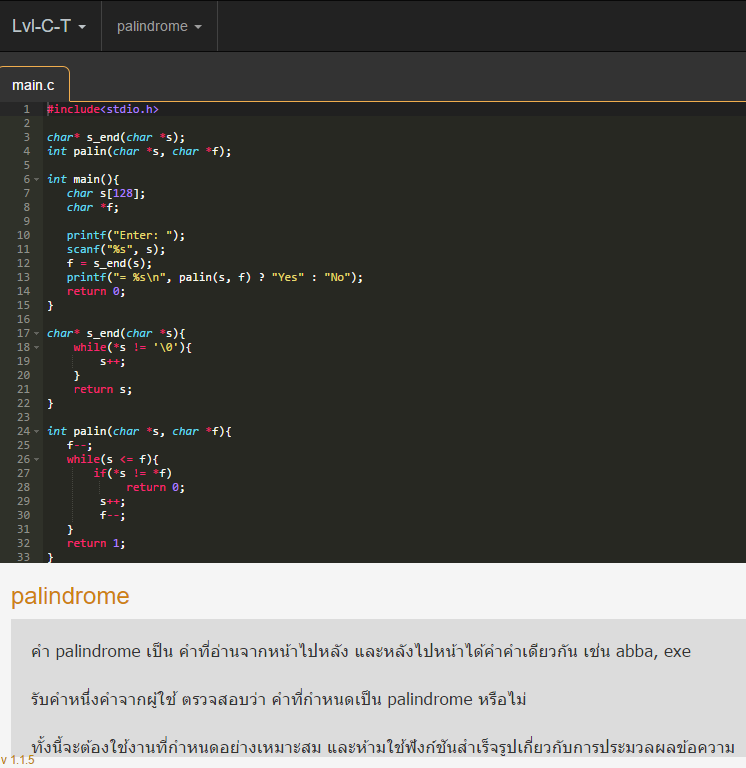 Lvl-C-T palindrome
main.c
1 #include<stdio.h>
2
3 char* s_end(char *s);
4 int palin(char *s, char *f);
5
6 int main(){
7 char s[128];
8 char *f;
9
10 printf("Enter: ");
11 scanf("%s", s);
12 f = s_end(s);
13 printf("= %s\n", palin(s, f) ? "Yes" : "No");
14 return 0;
15 }
16
17 char* s_end(char *s){
18 while(*s != '\0'){
19 s++;
20 }
21 return s;
22 }
23
24 int palin(char *s, char *f){
25 f--;
26 while(s <= f){
27 if(*s != *f)
28 return 0;
29 s++;
30 f--;
31 }
32 return 1;
33 }
palindrome
คำ palindrome เป็น คำที่อ่านจากหน้าไปหลัง และหลังไปหน้าได้คำคำเดียวกัน เช่น abba, exe
รับคำหนึ่งคำจากผู้ใช้ ตรวจสอบว่า คำที่กำหนดเป็น palindrome หรือไม่
ทั้งนี้จะต้องใช้งานที่กำหนดอย่างเหมาะสม และห้ามใช้ฟังก์ชันสำเร็จรูปเกี่ยวกับการประมวลผลข้อความ
v 1.1.5